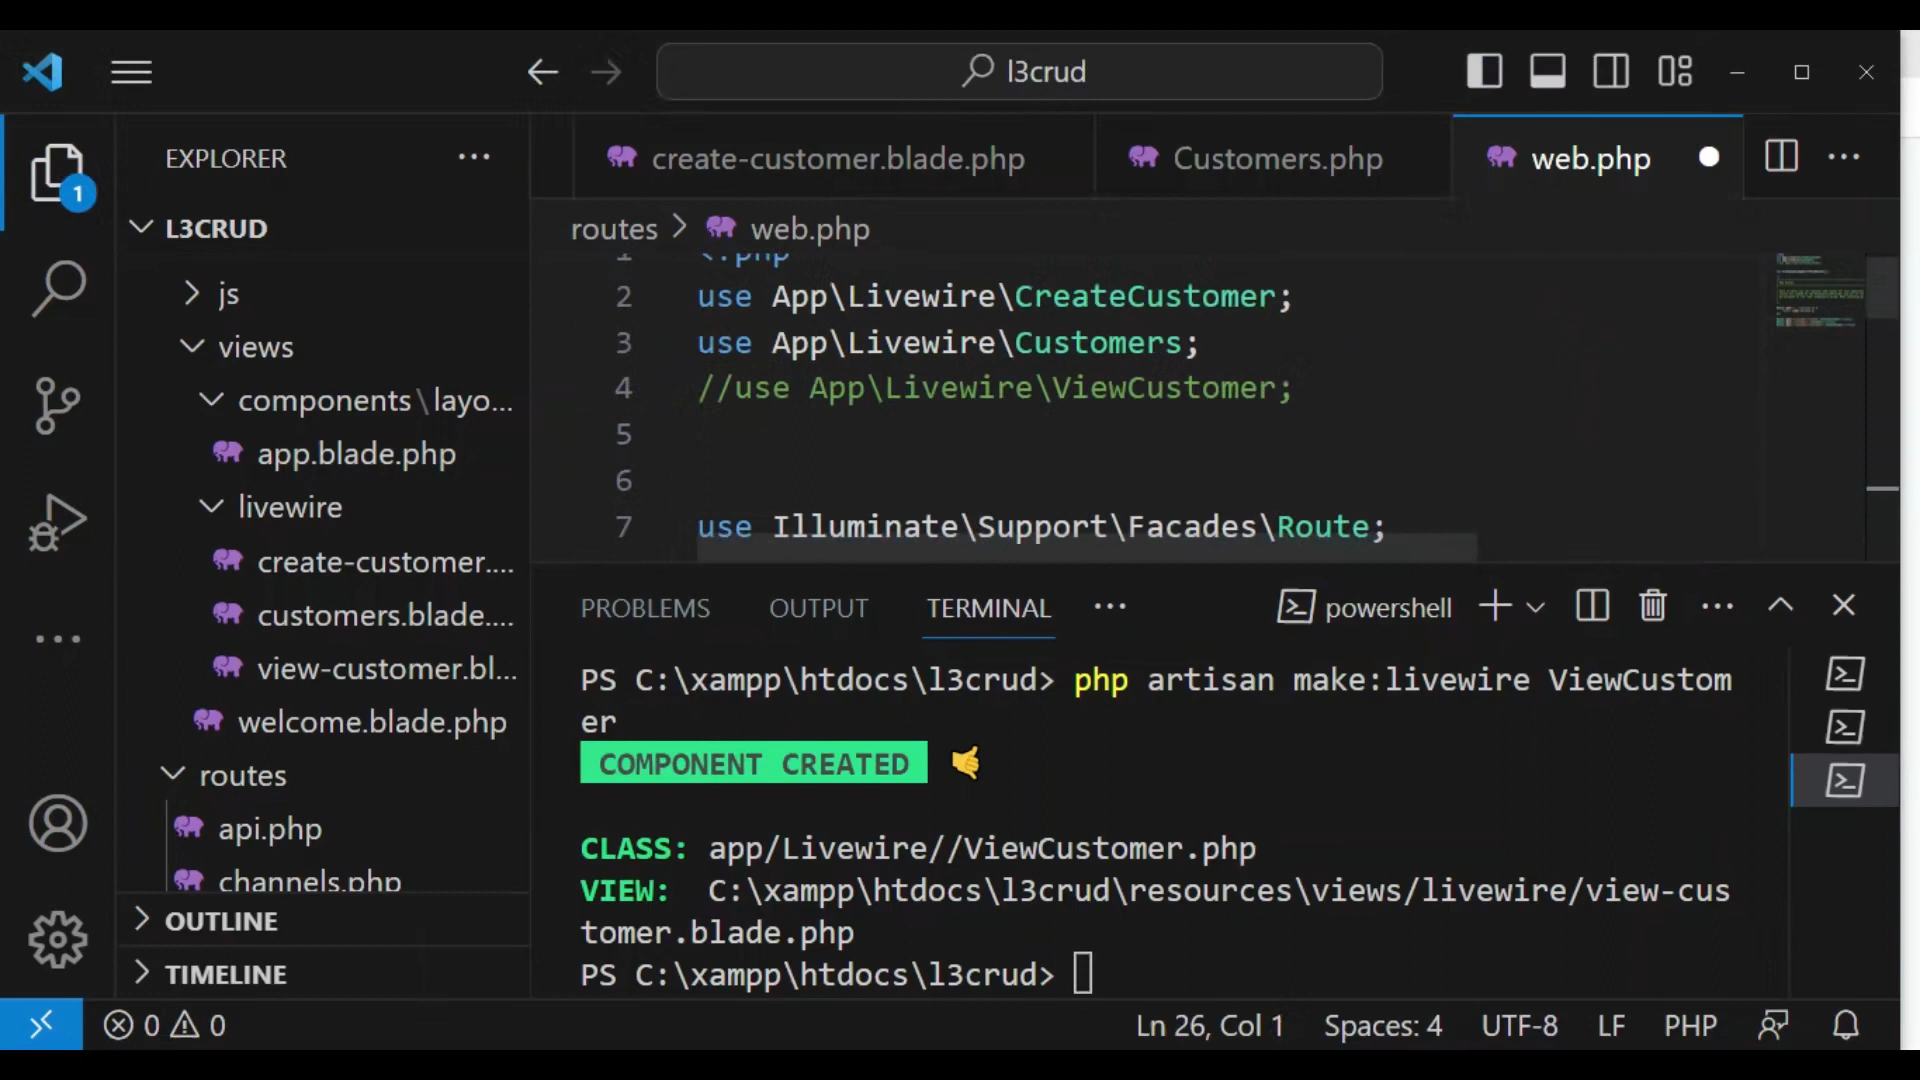 l3crud
EXPLORER
create-customer.blade.php
Customers.php
web.php
1
L3CRUD
routes > web.php
js
views
components\layo...
app.blade.php
livewire
create-customer....
customers.blade....
view-customer.bl...
welcome.blade.php
routes
api.php
channels.php
OUTLINE
TIMELINE
1 <?php
2 use App\Livewire\CreateCustomer;
3 use App\Livewire\Customers;
4 //use App\Livewire\ViewCustomer;
5
6
7 use Illuminate\Support\Facades\Route;
PROBLEMS OUTPUT TERMINAL powershell
PS C:\xampp\htdocs\l3crud> php artisan make:livewire ViewCustom
er
COMPONENT CREATED 🤙
CLASS: app/Livewire//ViewCustomer.php
VIEW: C:\xampp\htdocs\l3crud\resources\views/livewire/view-cus
tomer.blade.php
PS C:\xampp\htdocs\l3crud>
0 0 Ln 26, Col 1 Spaces: 4 UTF-8 LF PHP